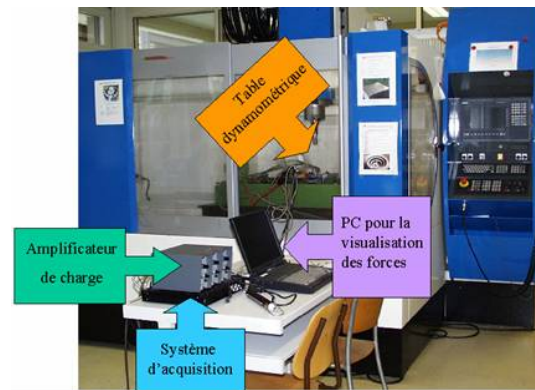 Table
dynamométrique
PC pour la
visualisation
des forces
Amplificateur
de charge
Système
d'acquisition